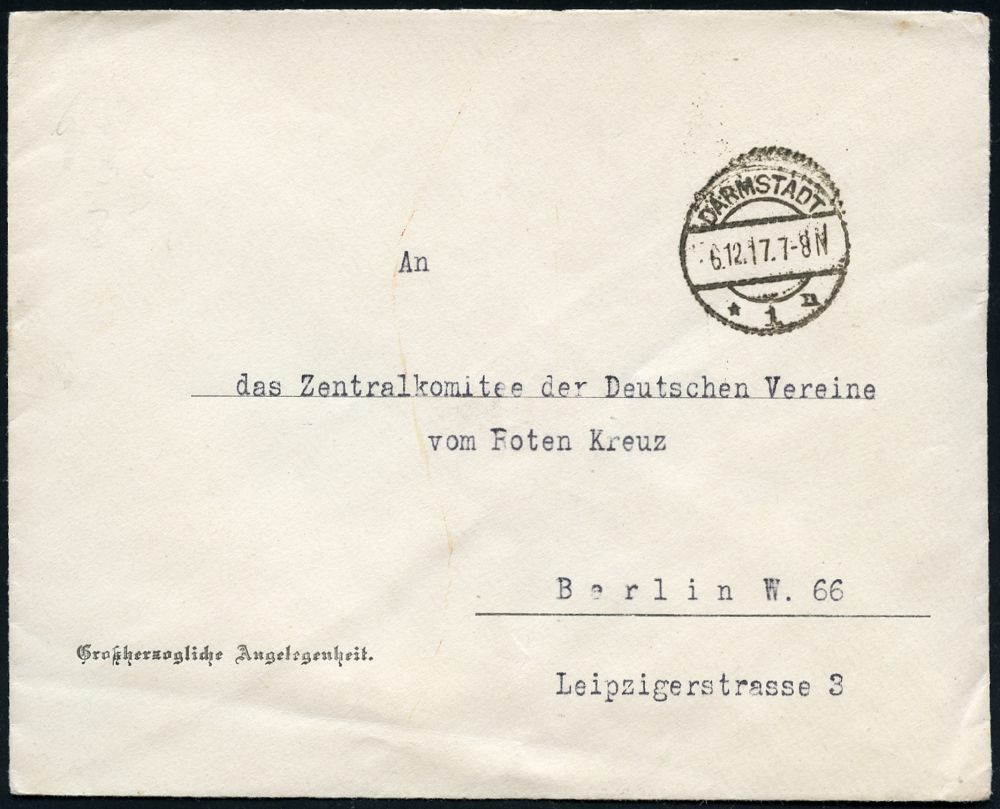 DARMSTADT
6.12.17.7-8N
* 1 n
An
das Zentralkomitee der Deutschen Vereine
vom Roten Kreuz
Berlin W. 66
Großherzogliche Angelegenheit.
Leipzigerstrasse 3